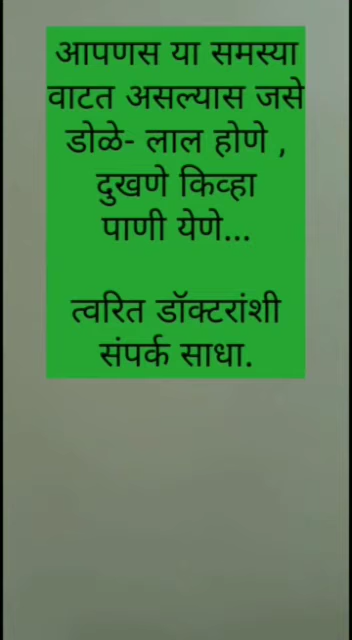 आपणस या समस्या
वाटत असल्यास जसे
डोळे- लाल होणे ,
दुखणे किव्हा
पाणी येणे...
त्वरित डॉक्टरांशी
संपर्क साधा.